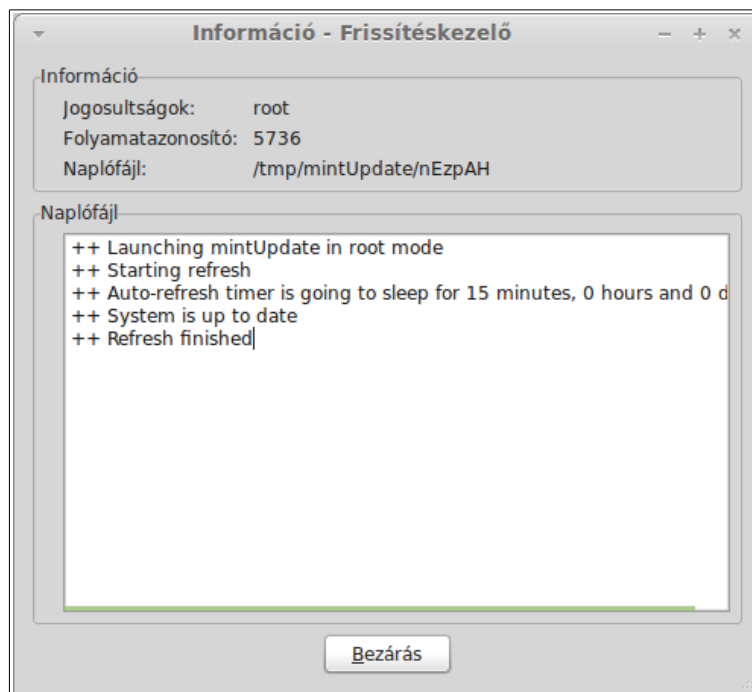 Információ - Frissítéskezelő
Információ
Jogosultságok: root
Folyamatazonosító: 5736
Naplófájl: /tmp/mintUpdate/nEzpAH
Naplófájl
++ Launching mintUpdate in root mode
++ Starting refresh
++ Auto-refresh timer is going to sleep for 15 minutes, 0 hours and 0 d
++ System is up to date
++ Refresh finished
Bezárás